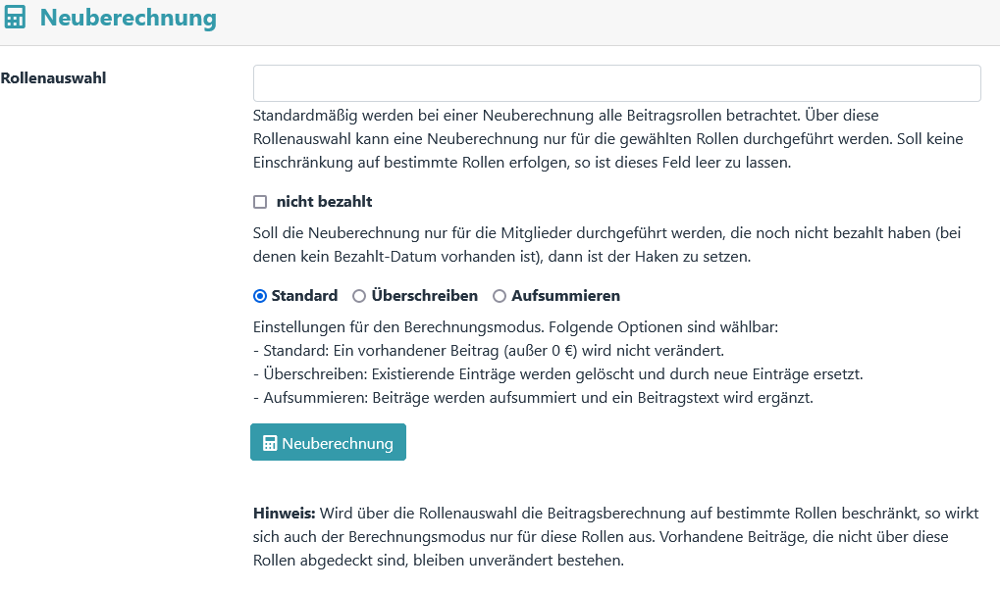 Neuberechnung
Rollenauswahl
Standardmäßig werden bei einer Neuberechnung alle Beitragsrollen betrachtet. Über diese
Rollenauswahl kann eine Neuberechnung nur für die gewählten Rollen durchgeführt werden. Soll keine
Einschränkung auf bestimmte Rollen erfolgen, so ist dieses Feld leer zu lassen.
nicht bezahlt
Soll die Neuberechnung nur für die Mitglieder durchgeführt werden, die noch nicht bezahlt haben (bei
denen kein Bezahlt-Datum vorhanden ist), dann ist der Haken zu setzen.
Standard Überschreiben Aufsummieren
Einstellungen für den Berechnungsmodus. Folgende Optionen sind wählbar:
- Standard: Ein vorhandener Beitrag (außer 0 €) wird nicht verändert.
- Überschreiben: Existierende Einträge werden gelöscht und durch neue Einträge ersetzt.
- Aufsummieren: Beiträge werden aufsummiert und ein Beitragstext wird ergänzt.
Neuberechnung
Hinweis: Wird über die Rollenauswahl die Beitragsberechnung auf bestimmte Rollen beschränkt, so wirkt
sich auch der Berechnungsmodus nur für diese Rollen aus. Vorhandene Beiträge, die nicht über diese
Rollen abgedeckt sind, bleiben unverändert bestehen.